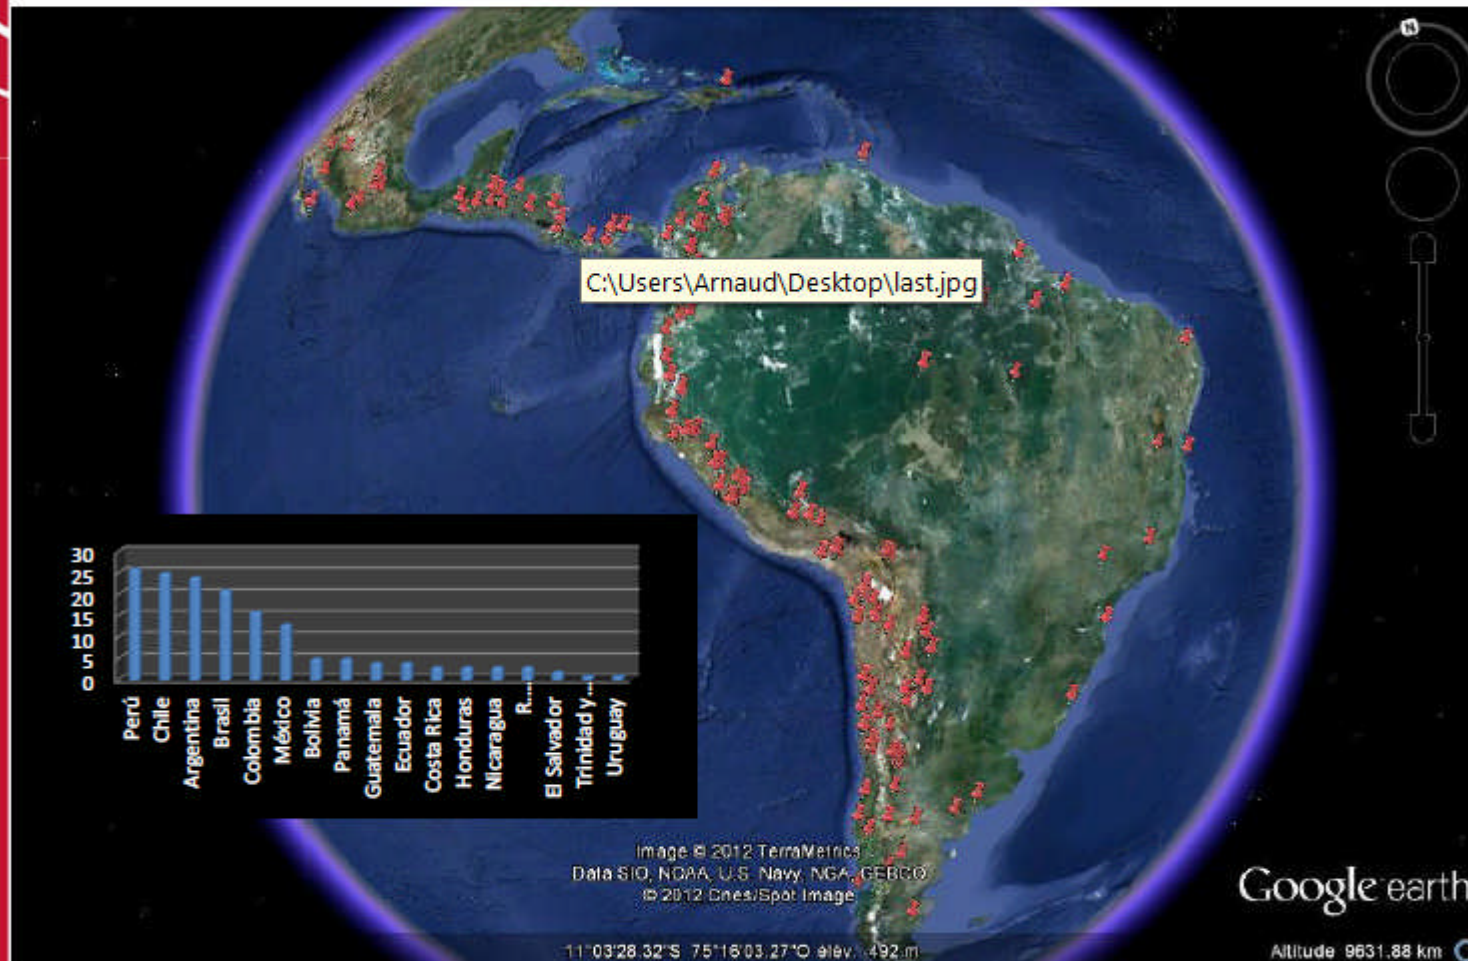 N
C:\Users\Arnaud\Desktop\last.jpg
30
25
20
15
10
5
0
Perú
Chile
Argentina
Brasil
Colombia
México
Bolivia
Panamá
Guatemala
Ecuador
Costa Rica
Honduras
Nicaragua
R....
El Salvador
Trinidad y...
Uruguay
Image © 2012 TerraMetrics
Data SIO, NOAA, U.S. Navy, NGA, GEBCO
© 2012 Cnes/Spot Image
Google earth
11°03'28.32"S 75°16'03.27"O elév. -492 m
Altitude 9631.88 km